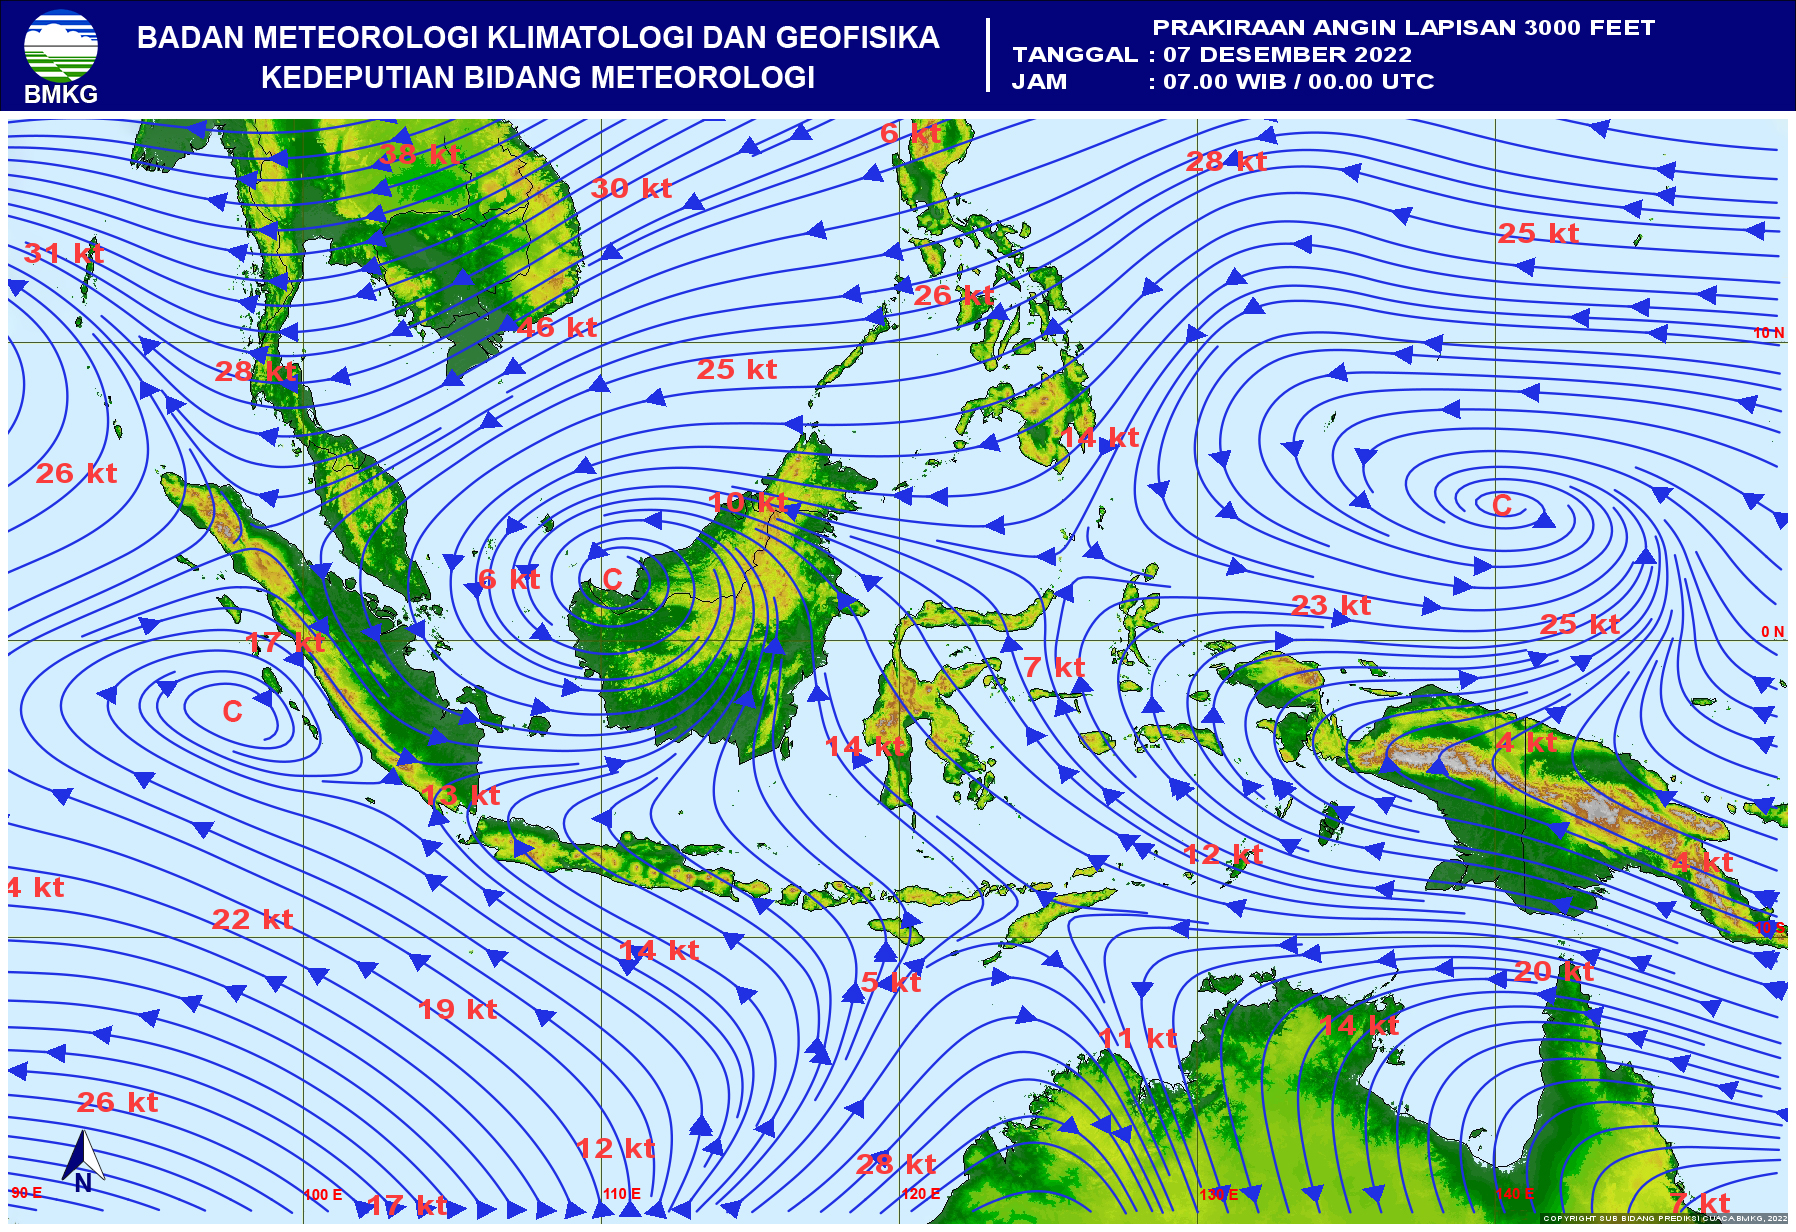 BMKG
BADAN METEOROLOGI KLIMATOLOGI DAN GEOFISIKA
KEDEPUTIAN BIDANG METEOROLOGI
PRAKIRAAN ANGIN LAPISAN 3000 FEET
TANGGAL : 07 DESEMBER 2022
JAM : 07.00 WIB / 00.00 UTC
6 kt
38 kt
28 kt
30 kt
25 kt
31 kt
26 kt
46 kt
10 N
28 kt
25 kt
14 kt
26 kt
10 kt
C
6 kt
C
23 kt
25 kt
0 N
17 kt
7 kt
C
14 kt
4 kt
13 kt
12 kt
4 kt
4 kt
22 kt
10 S
14 kt
20 kt
5 kt
19 kt
14 kt
11 kt
26 kt
12 kt
28 kt
N
90 E
100 E
110 E
120 E
130 E
140 E
17 kt
7 kt
COPYRIGHT SUB BIDANG PREDIKSI CUACA BMKG, 2022